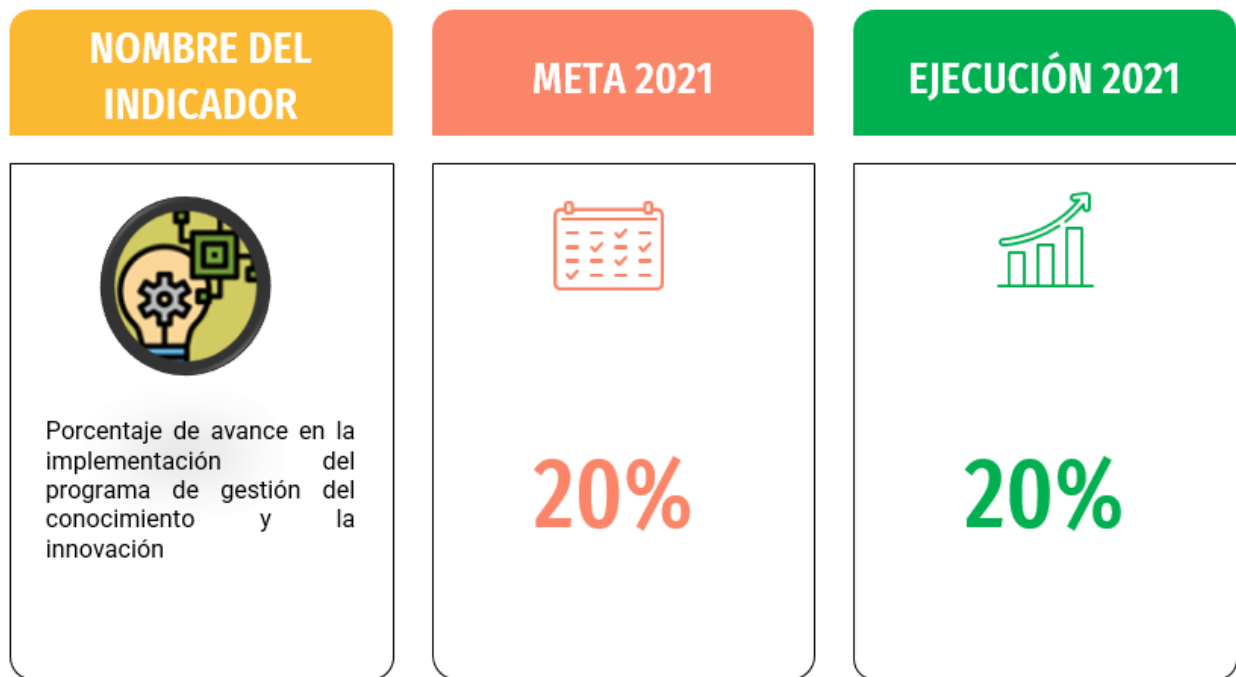 NOMBRE DEL
INDICADOR
META 2021
EJECUCIÓN 2021
Porcentaje de avance en la
implementación del
programa de gestión del
conocimiento y la
innovación
20%
20%